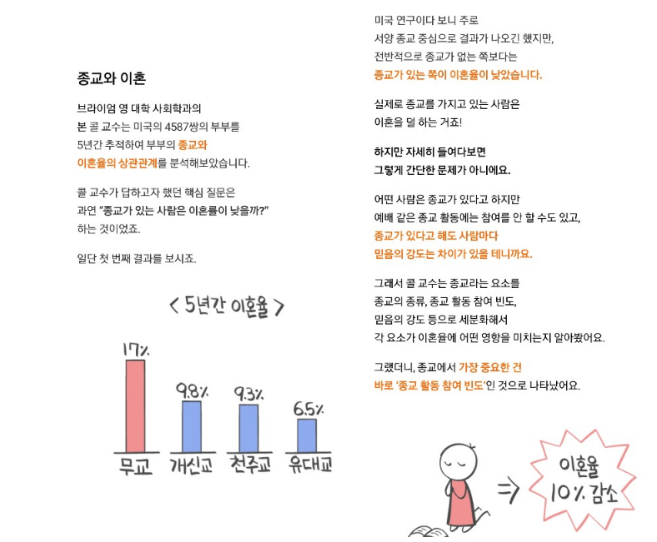 종교와 이혼
브라이엄 영 대학 사회학과의
본 콜 교수는 미국의 4587쌍의 부부를
5년간 추적하여 부부의 종교와
이혼율의 상관관계를 분석해보았습니다.
콜 교수가 답하고자 했던 핵심 질문은
과연 “종교가 있는 사람은 이혼률이 낮을까?”
하는 것이었죠.
일단 첫 번째 결과를 보시죠.
< 5년간 이혼율 >
17%
9.8%
9.3%
6.5%
무교
개신교
천주교
유대교
미국 연구이다 보니 주로
서양 종교 중심으로 결과가 나오긴 했지만,
전반적으로 종교가 없는 쪽보다는
종교가 있는 쪽이 이혼율이 낮았습니다.
실제로 종교를 가지고 있는 사람은
이혼을 덜 하는 거죠!
하지만 자세히 들여다보면
그렇게 간단한 문제가 아니에요.
어떤 사람은 종교가 있다고 하지만
예배 같은 종교 활동에는 참여를 안 할 수도 있고,
종교가 있다고 해도 사람마다
믿음의 강도는 차이가 있을 테니까요.
그래서 콜 교수는 종교라는 요소를
종교의 종류, 종교 활동 참여 빈도,
믿음의 강도 등으로 세분화해서
각 요소가 이혼율에 어떤 영향을 미치는지 알아봤어요.
그랬더니, 종교에서 가장 중요한 건
바로 ‘종교 활동 참여 빈도’인 것으로 나타났어요.
이혼율
10% 감소